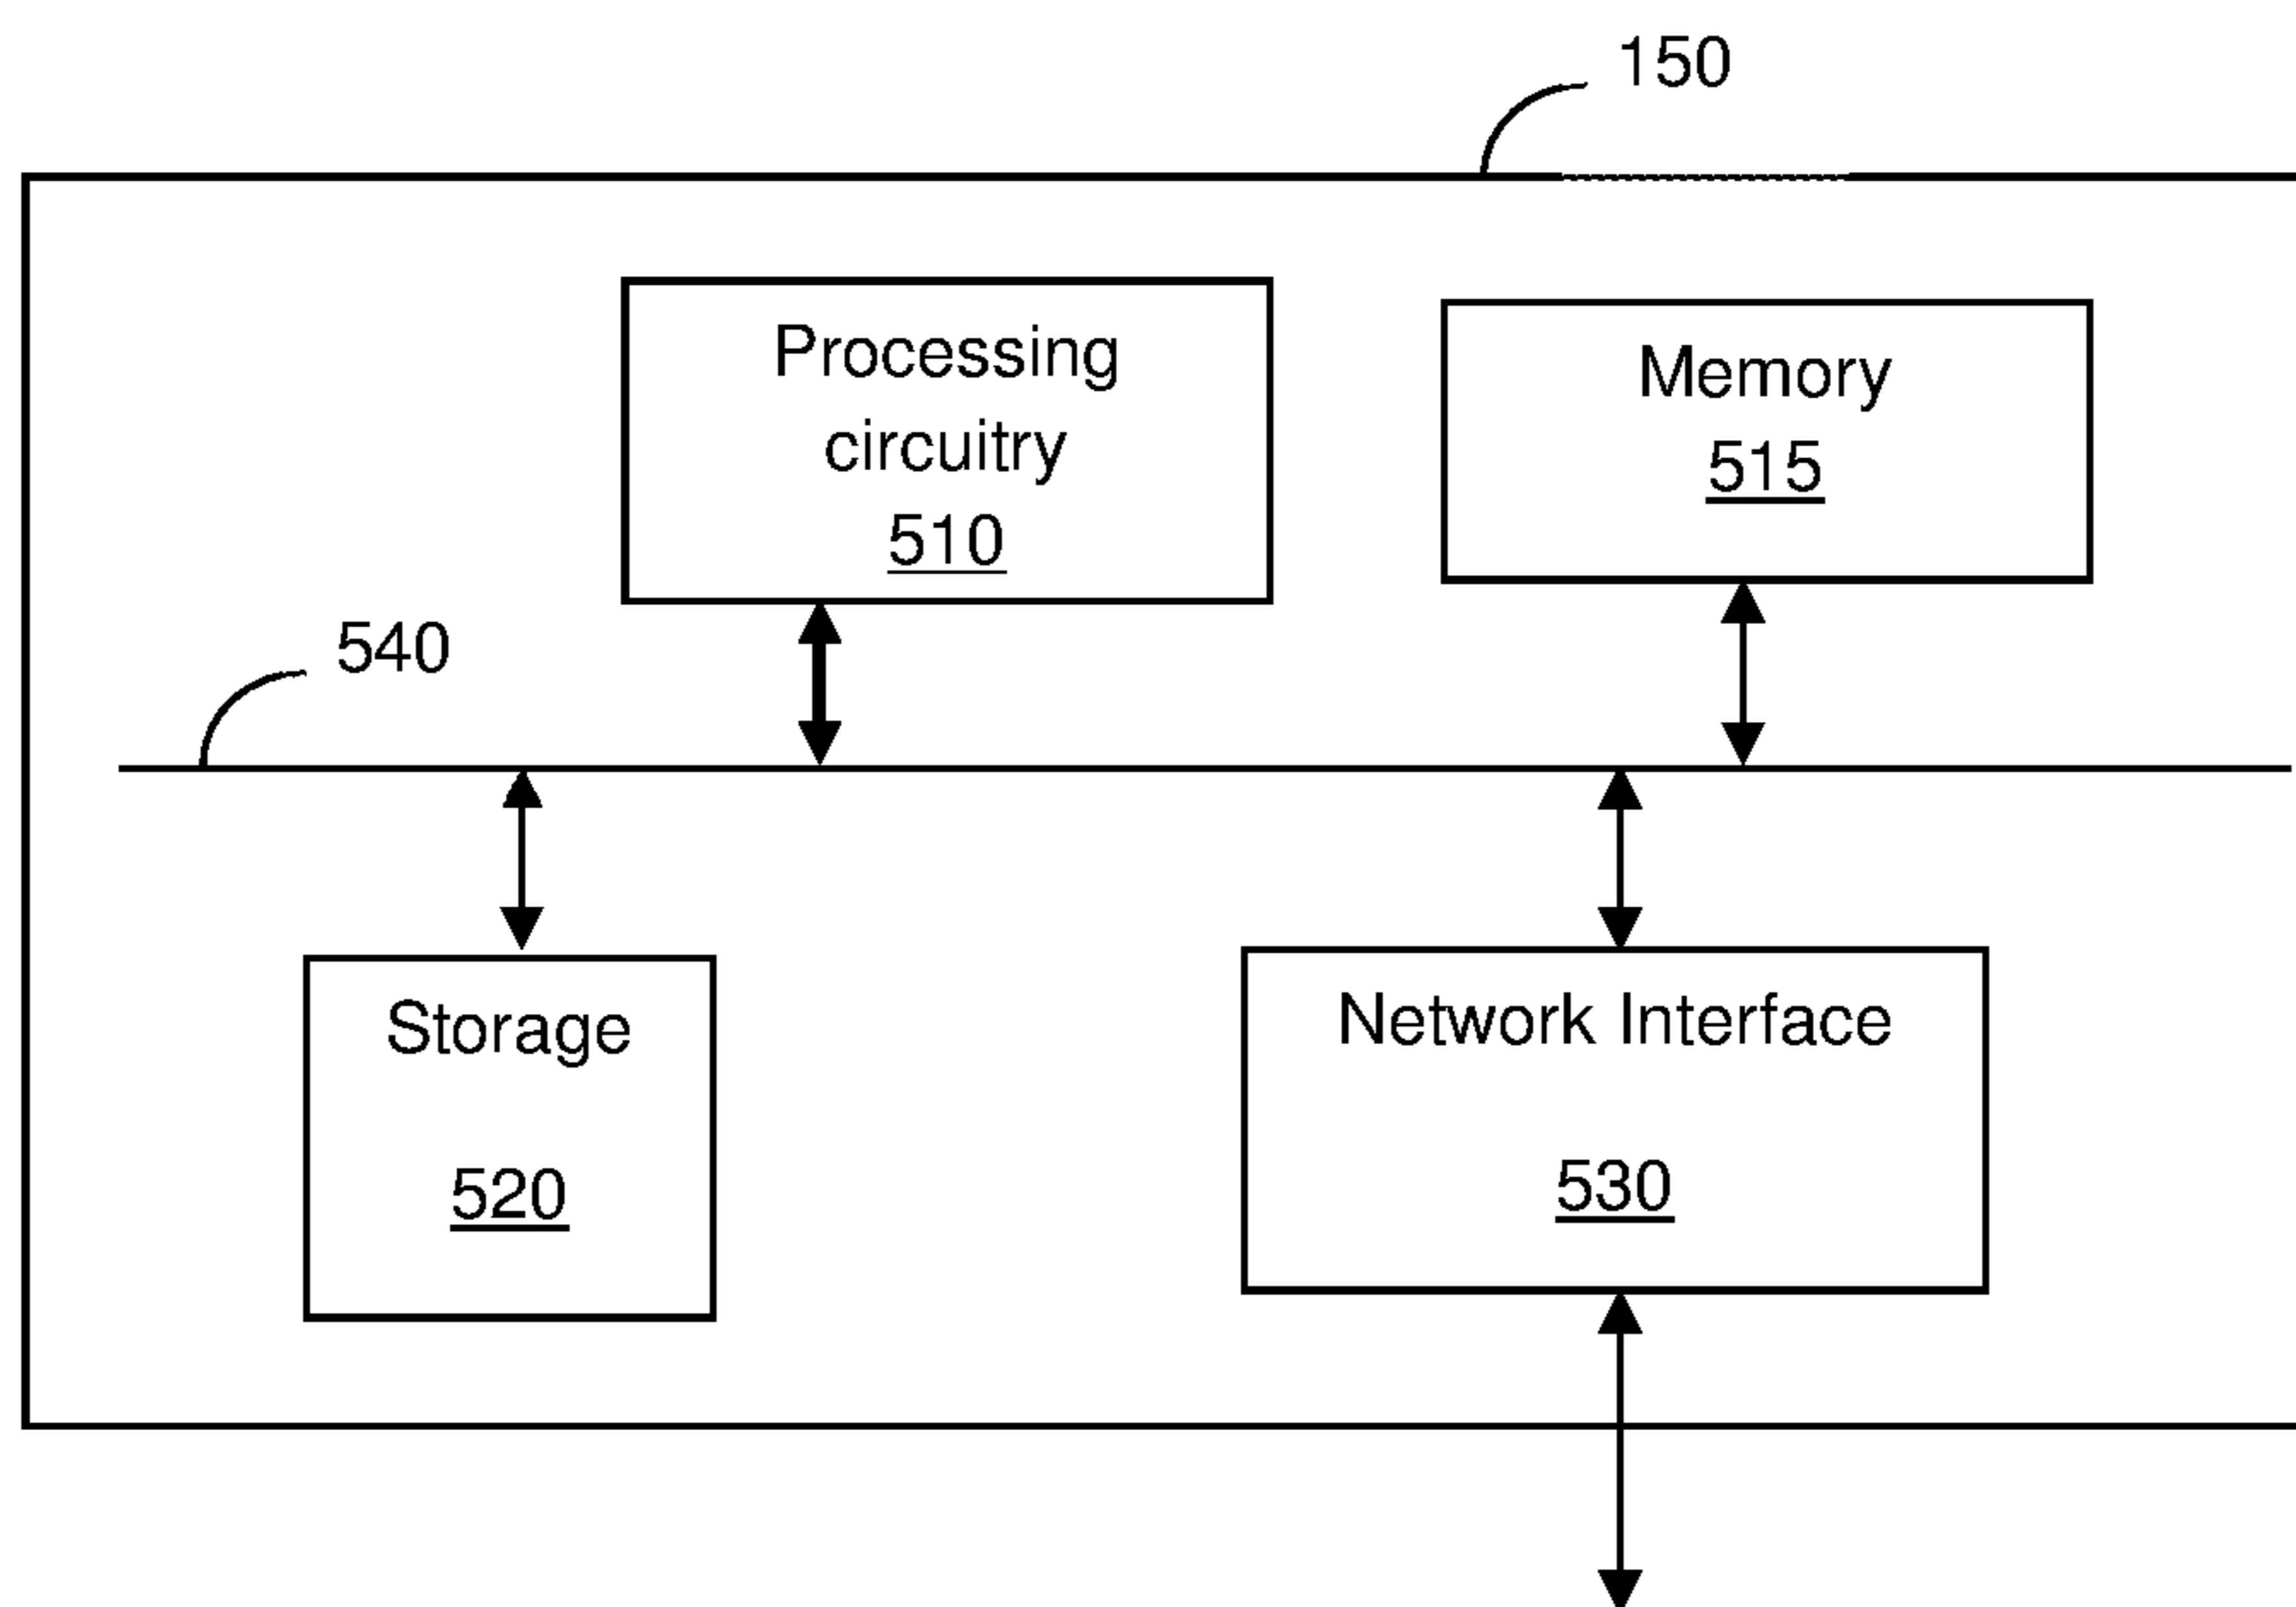 150
Processing
circuitry
510
Memory
515
540
Storage
520
Network Interface
530